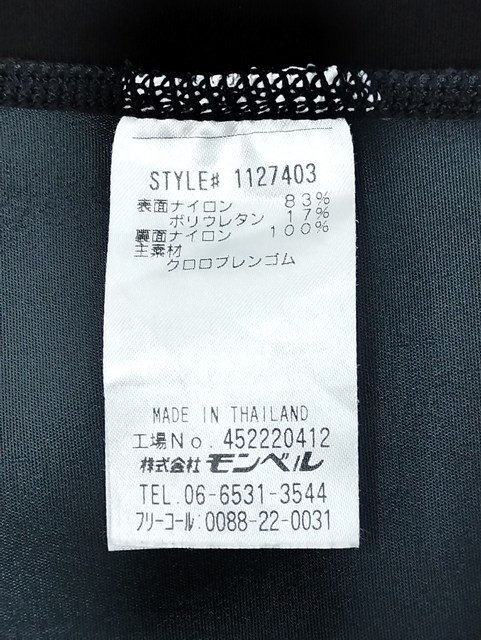 STYLE# 1127403
表面ナイロン 83%
ポリウレタン 17%
裏面ナイロン 100%
主素材
クロロプレンゴム
MADE IN THAILAND
工場No. 452220412
株式会社 モンベル
TEL. 06-6531-3544
フリーコール:0088-22-0031